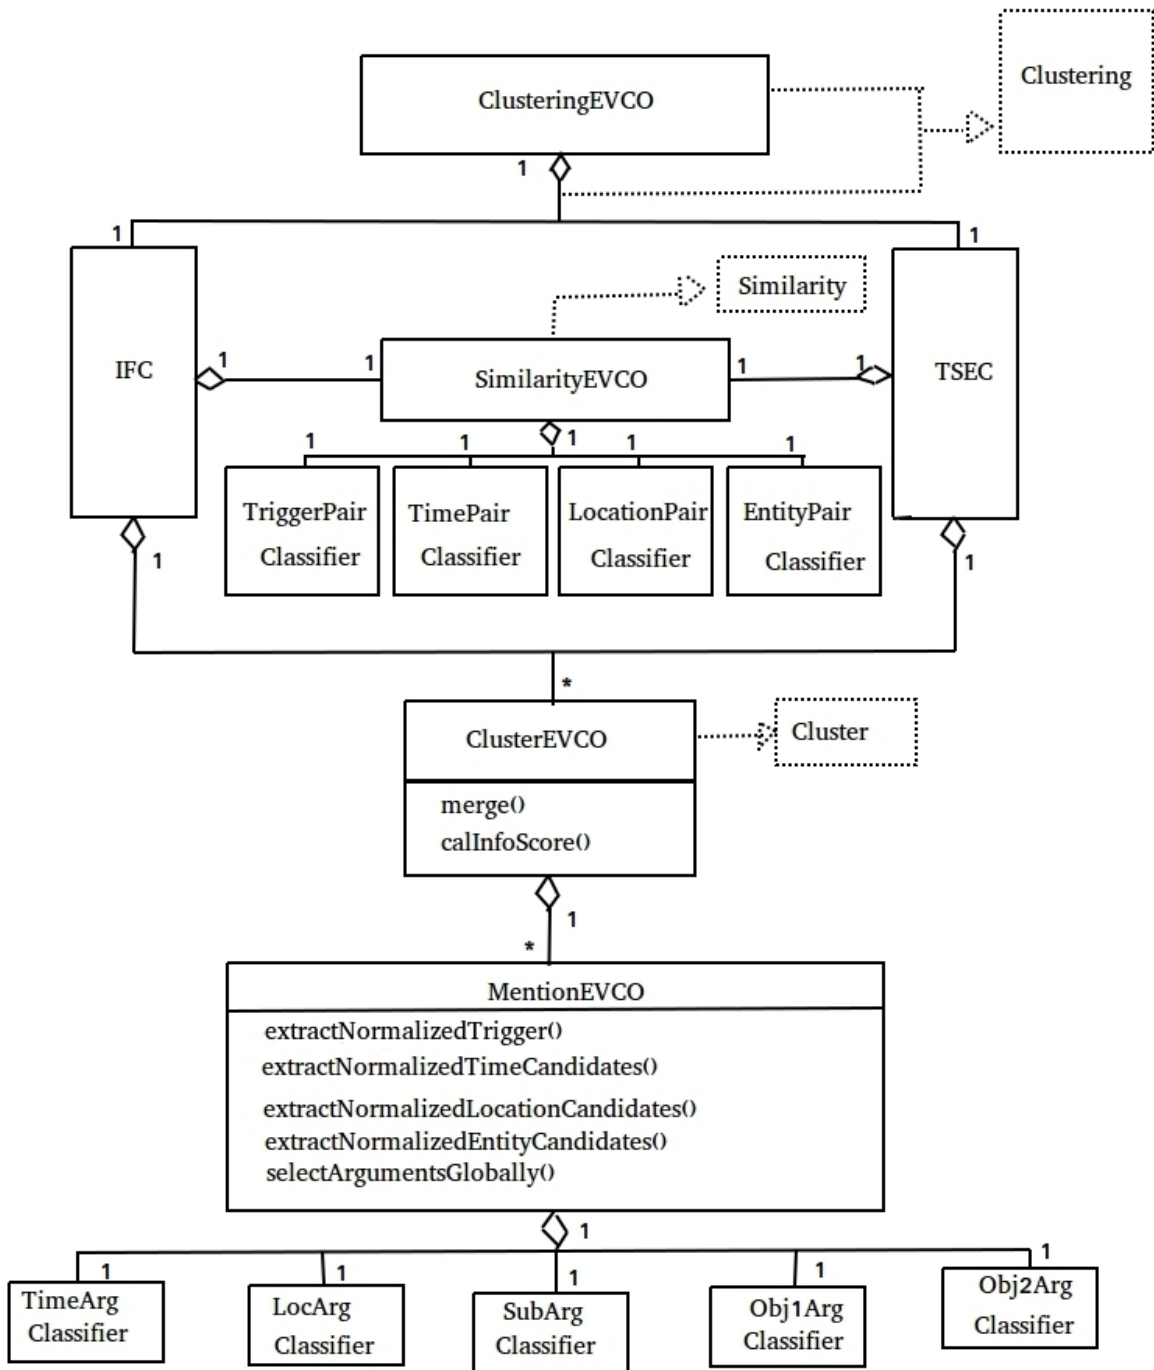 Clustering
ClusteringEVCO
1
1
1
Similarity
IFC
1
1
SimilarityEVCO
1
1
TSEC
1
1
1
1
1
TriggerPair
Classifier
TimePair
Classifier
LocationPair
Classifier
EntityPair
Classifier
1
1
*
ClusterEVCO
Cluster
merge()
calInfoScore()
1
*
MentionEVCO
extractNormalizedTrigger()
extractNormalizedTimeCandidates()
extractNormalizedLocationCandidates()
extractNormalizedEntityCandidates()
selectArgumentsGlobally()
1
1
1
1
1
1
TimeArg
Classifier
LocArg
Classifier
SubArg
Classifier
Obj1Arg
Classifier
Obj2Arg
Classifier